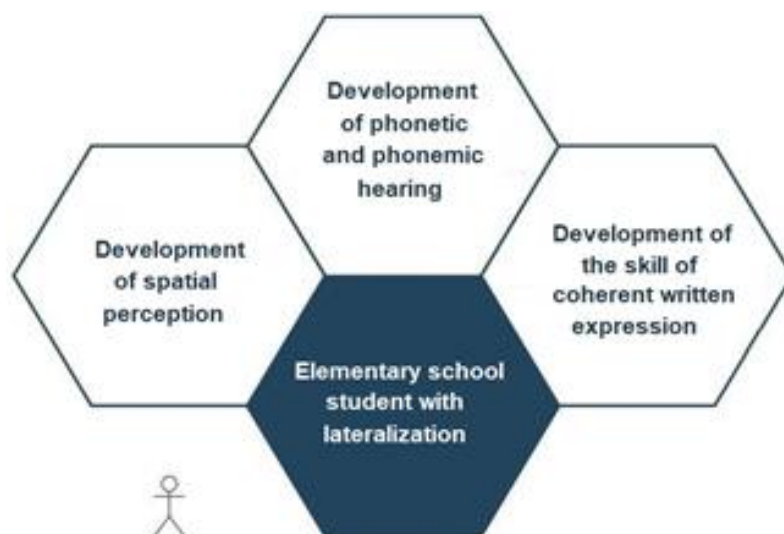 Development
of phonetic
and phonemic
hearing
Development
of spatial
perception
Development of
the skill of
coherent written
expression
Elementary school
student with
lateralization